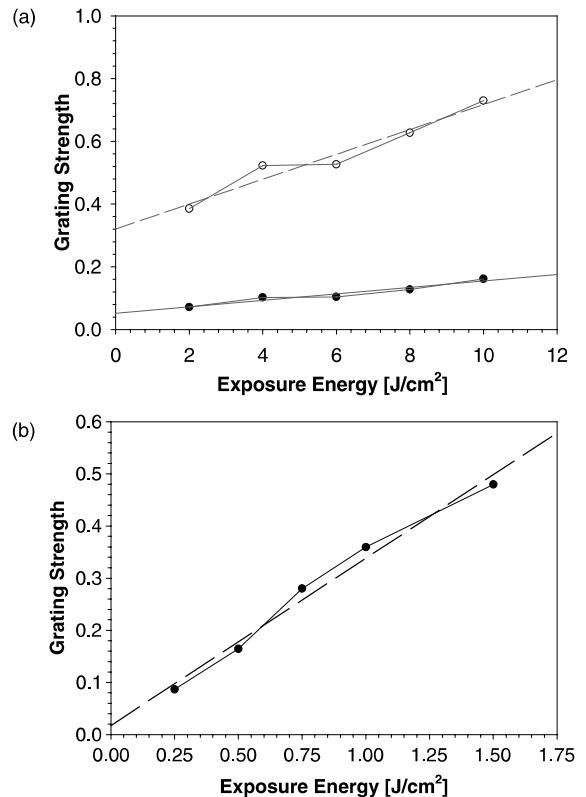 (a)
1.0
0.8
0.6
0.4
0.2
0.0
Grating Strength
0 2 4 6 8 10 12
Exposure Energy [J/cm²]
(b)
0.6
0.5
0.4
0.3
0.2
0.1
0.0
Grating Strength
0.00 0.25 0.50 0.75 1.00 1.25 1.50 1.75
Exposure Energy [J/cm²]